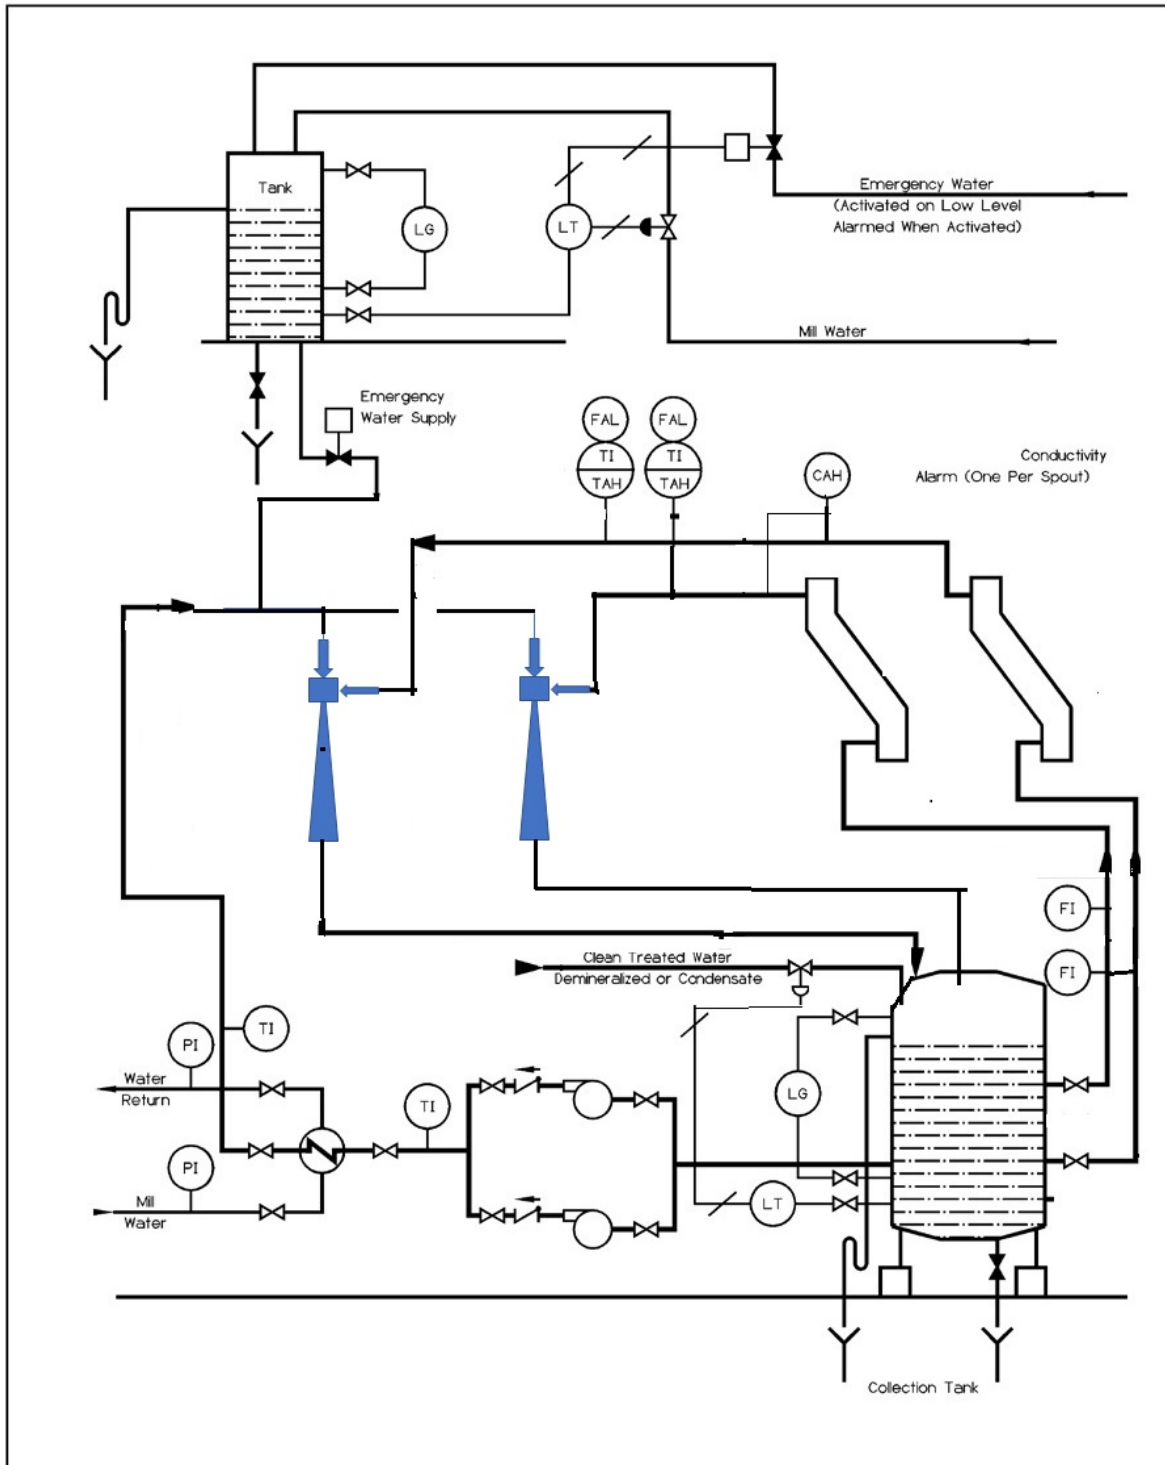 Tank
LG
LT
Emergency Water
(Activated on Low Level
Alarmed When Activated)
Mill Water
Emergency
Water Supply
FAL
TI
TAH
FAL
TI
TAH
CAH
Conductivity
Alarm (One Per Spout)
FI
FI
Clean Treated Water
Demineralized or Condensate
TI
PI
Water
Return
TI
LG
PI
Mill
Water
LT
Collection Tank